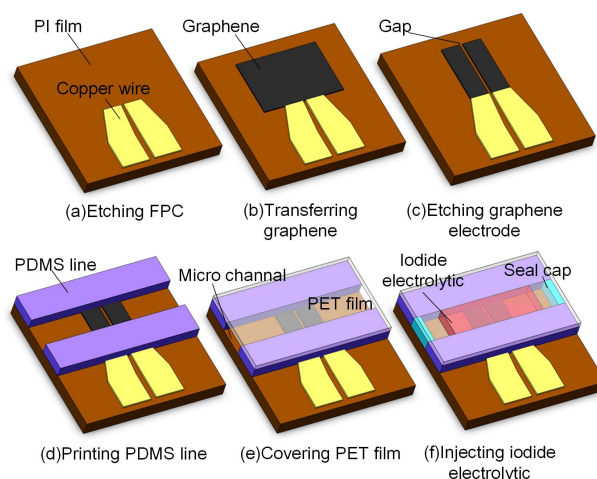 PI film
Copper wire
(a)Etching FPC
Graphene
(b)Transferring
graphene
Gap
(c)Etching graphene
electrode
PDMS line
(d)Printing PDMS line
Micro channel
PET film
(e)Covering PET film
Iodide
electrolytic
Seal cap
(f)Injecting iodide
electrolytic